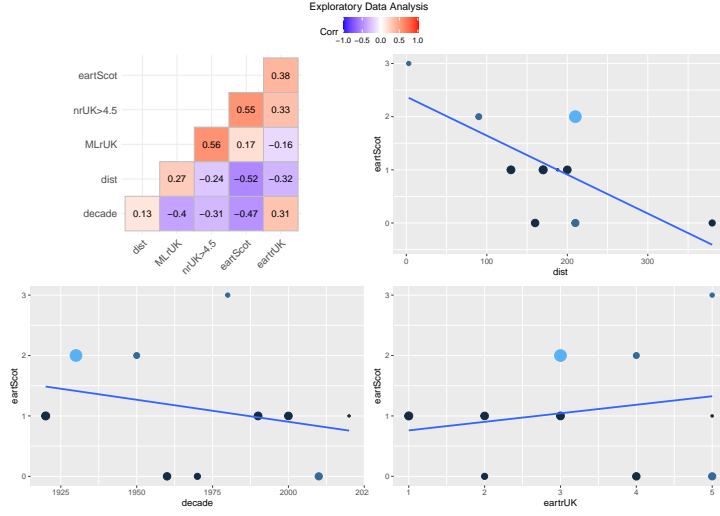 Exploratory Data Analysis
Corr
−1.0 −0.5 0.0 0.5 1.0
eartScot
0.38
nrUK>4.5
0.55 0.33
MLrUK
0.56 0.17 −0.16
dist
0.27 −0.24 −0.52 −0.32
decade
0.13 −0.4 −0.31 −0.47 0.31
dist MLrUK nrUK>4.5 eartScot eartrUK
eartScot
3
2
1
0
0 100 200 300
dist
eartScot
3
2
1
0
1925 1950 1975 2000 202
decade
eartScot
3
2
1
0
1 2 3 4 5
eartrUK